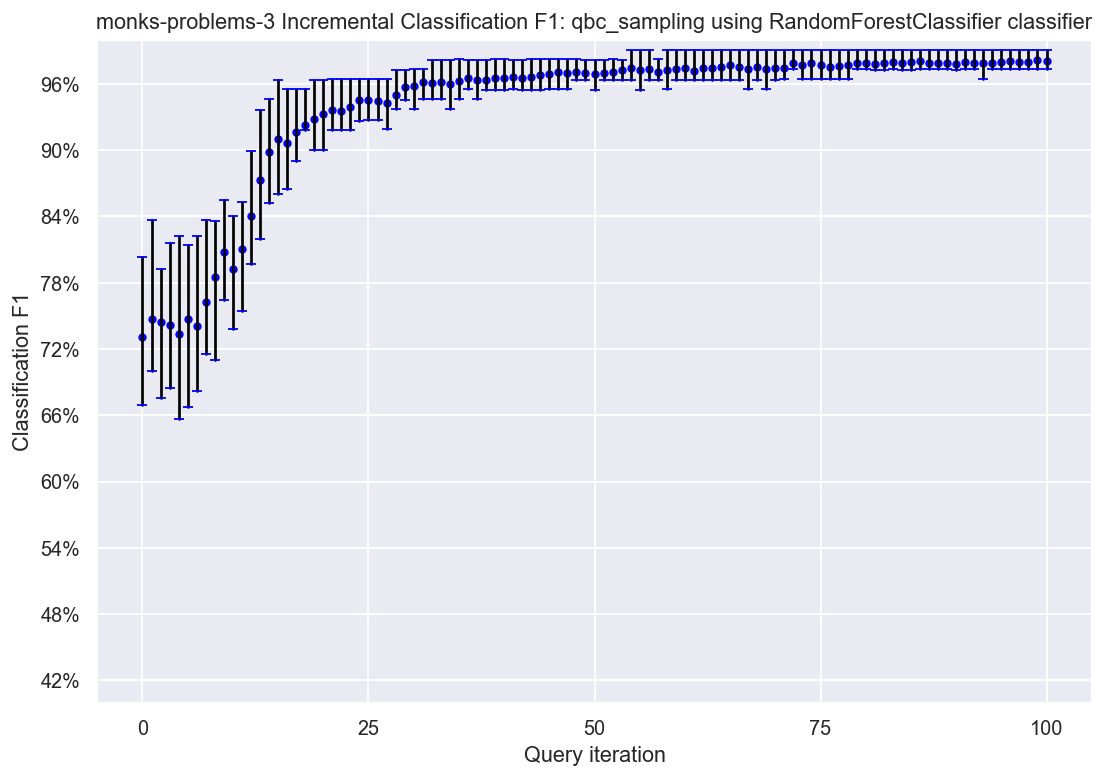 monks-problems-3 Incremental Classification F1: qbc_sampling using RandomForestClassifier classifier
96%
90%
84%
78%
72%
66%
60%
54%
48%
42%
Classification F1
0 25 50 75 100
Query iteration